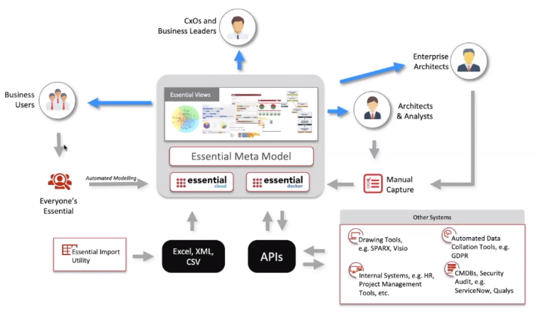 CxOs and
Business Leaders
Enterprise
Architects
Business
Users
Essential Views
Architects
& Analysts
Essential Meta Model
Automated Modelling
essential
cloud
essential
docker
Manual
Capture
Everyone's
Essential
Other Systems
Drawing Tools,
e.g. SPARX, Visio
Automated Data
Collation Tools, e.g.
GDPR
Essential Import
Utility
Excel, XML,
CSV
APIs
Internal Systems, e.g. HR,
Project Management
Tools, etc.
CMDBs, Security
Audit, e.g.
ServiceNow, Qualys